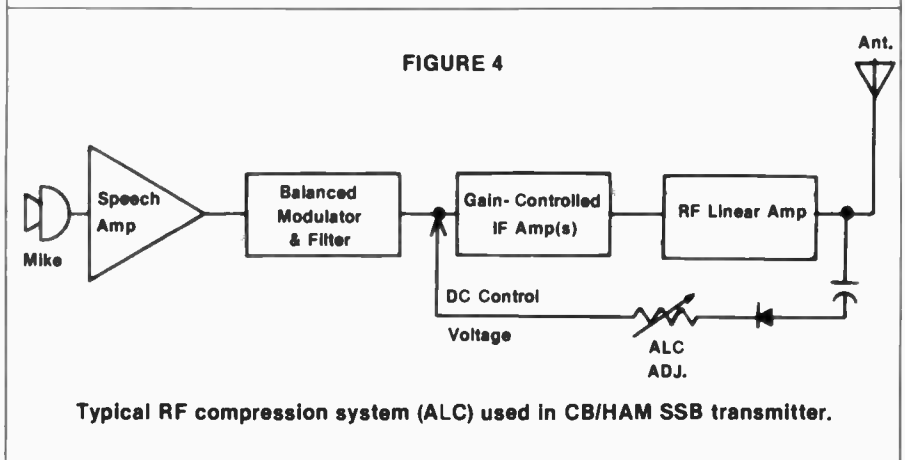 FIGURE 4
Ant.
Mike
Speech
Amp
Balanced
Modulator
& Filter
Gain- Controlled
IF Amp(s)
RF Linear Amp
DC Control
Voltage
ALC
ADJ.
Typical RF compression system (ALC) used in CB/HAM SSB transmitter.